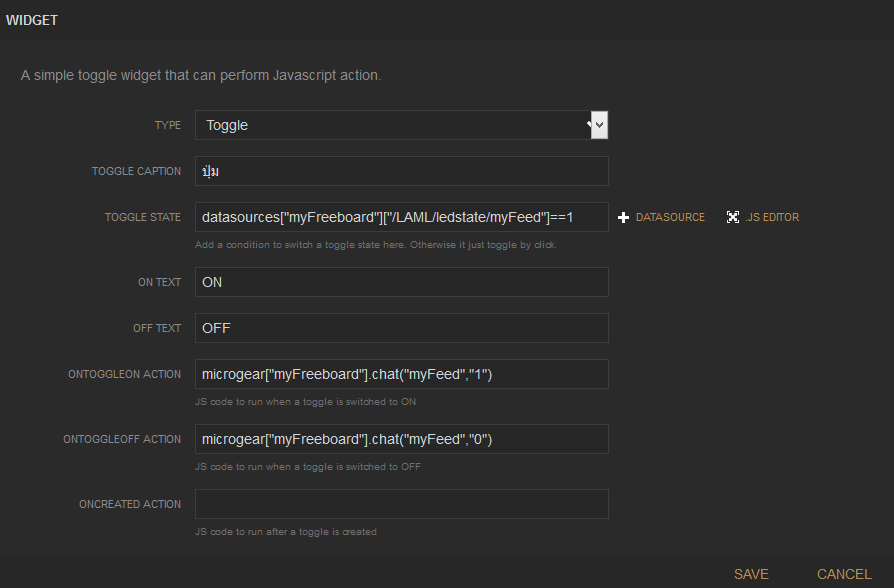 WIDGET
A simple toggle widget that can perform Javascript action.
TYPE Toggle
TOGGLE CAPTION ปุ่ม
TOGGLE STATE datasources["myFreeboard"]["/LAML/ledstate/myFeed"]==1 DATASOURCE .JS EDITOR
Add a condition to switch a toggle state here. Otherwise it just toggle by click.
ON TEXT ON
OFF TEXT OFF
ONTOGGLEON ACTION microgear["myFreeboard"].chat("myFeed","1")
JS code to run when a toggle is switched to ON
ONTOGGLEOFF ACTION microgear["myFreeboard"].chat("myFeed","0")
JS code to run when a toggle is switched to OFF
ONCREATED ACTION
JS code to run after a toggle is created
SAVE CANCEL